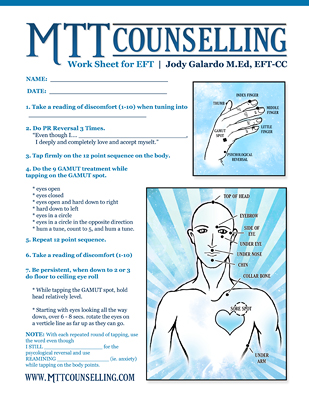 MTT COUNSELLING
Work Sheet for EFT | Jody Galardo M.Ed, EFT-CC
NAME:
DATE:
1. Take a reading of discomfort (1-10) when tuning into
2. Do PR Reversal 3 Times.
"Even though I....
I deeply and completely love and accept myself."
3. Tap firmly on the 12 point sequence on the body.
4. Do the 9 GAMUT treatment while
tapping on the GAMUT spot.
* eyes open
* eyes closed
* eyes open and hard down to right
* hard down to left
* eyes in a circle
* eyes in a circle in the opposite direction
* hum a tune, count to 5, and hum a tune.
5. Repeat 12 point sequence.
6. Take a reading of discomfort (1-10)
7. Be persistent, when down to 2 or 3
do floor to ceiling eye roll
* While tapping the GAMUT spot, hold
head relatively level.
* Starting with eyes looking all the way
down, over 6 - 8 secs. rotate the eyes on
a verticle line as far up as they can go.
NOTE: With each repeated round of tapping, use
the word even though
I STILL for the
psycological reversal and use
REAMINING (ie. anxiety)
while tapping on the body points.
WWW.MTTCOUNSELLING.COM
INDEX FINGER
THUMB
MIDDLE
FINGER
LITTLE
FINGER
GAMUT
SPOT
PSYCHOLOGICAL
REVERSAL
TOP OF HEAD
EYEBROW
SIDE OF
EYE
UNDER EYE
UNDER NOSE
CHIN
COLLAR BONE
SORE SPOT
UNDER
ARM